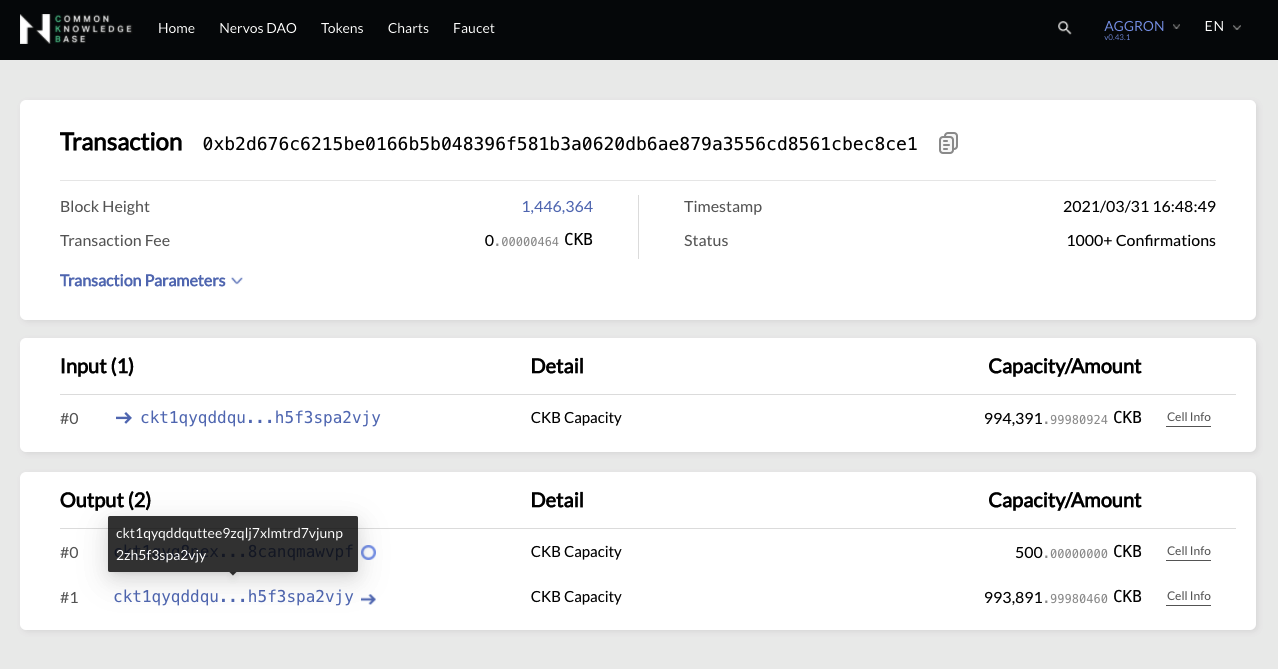 COMMON KNOWLEDGE BASE Home Nervos DAO Tokens Charts Faucet AGGRON v0.43.1 EN
Transaction 0xb2d676c6215be0166b5b048396f581b3a0620db6ae879a3556cd8561cbec8ce1
Block Height 1,446,364 Timestamp 2021/03/31 16:48:49
Transaction Fee 0.00000464 CKB Status 1000+ Confirmations
Transaction Parameters
Input (1) Detail Capacity/Amount
#0 ckt1qyqddqu...h5f3spa2vjy CKB Capacity 994,391.99980924 CKB Cell Info
Output (2) Detail Capacity/Amount
ckt1qyqddquttee9zqlj7xlmtrd7vjunp
2zh5f3spa2vjy
#0 CKB Capacity 500.00000000 CKB Cell Info
#1 ckt1qyqddqu...h5f3spa2vjy CKB Capacity 993,891.99980460 CKB Cell Info